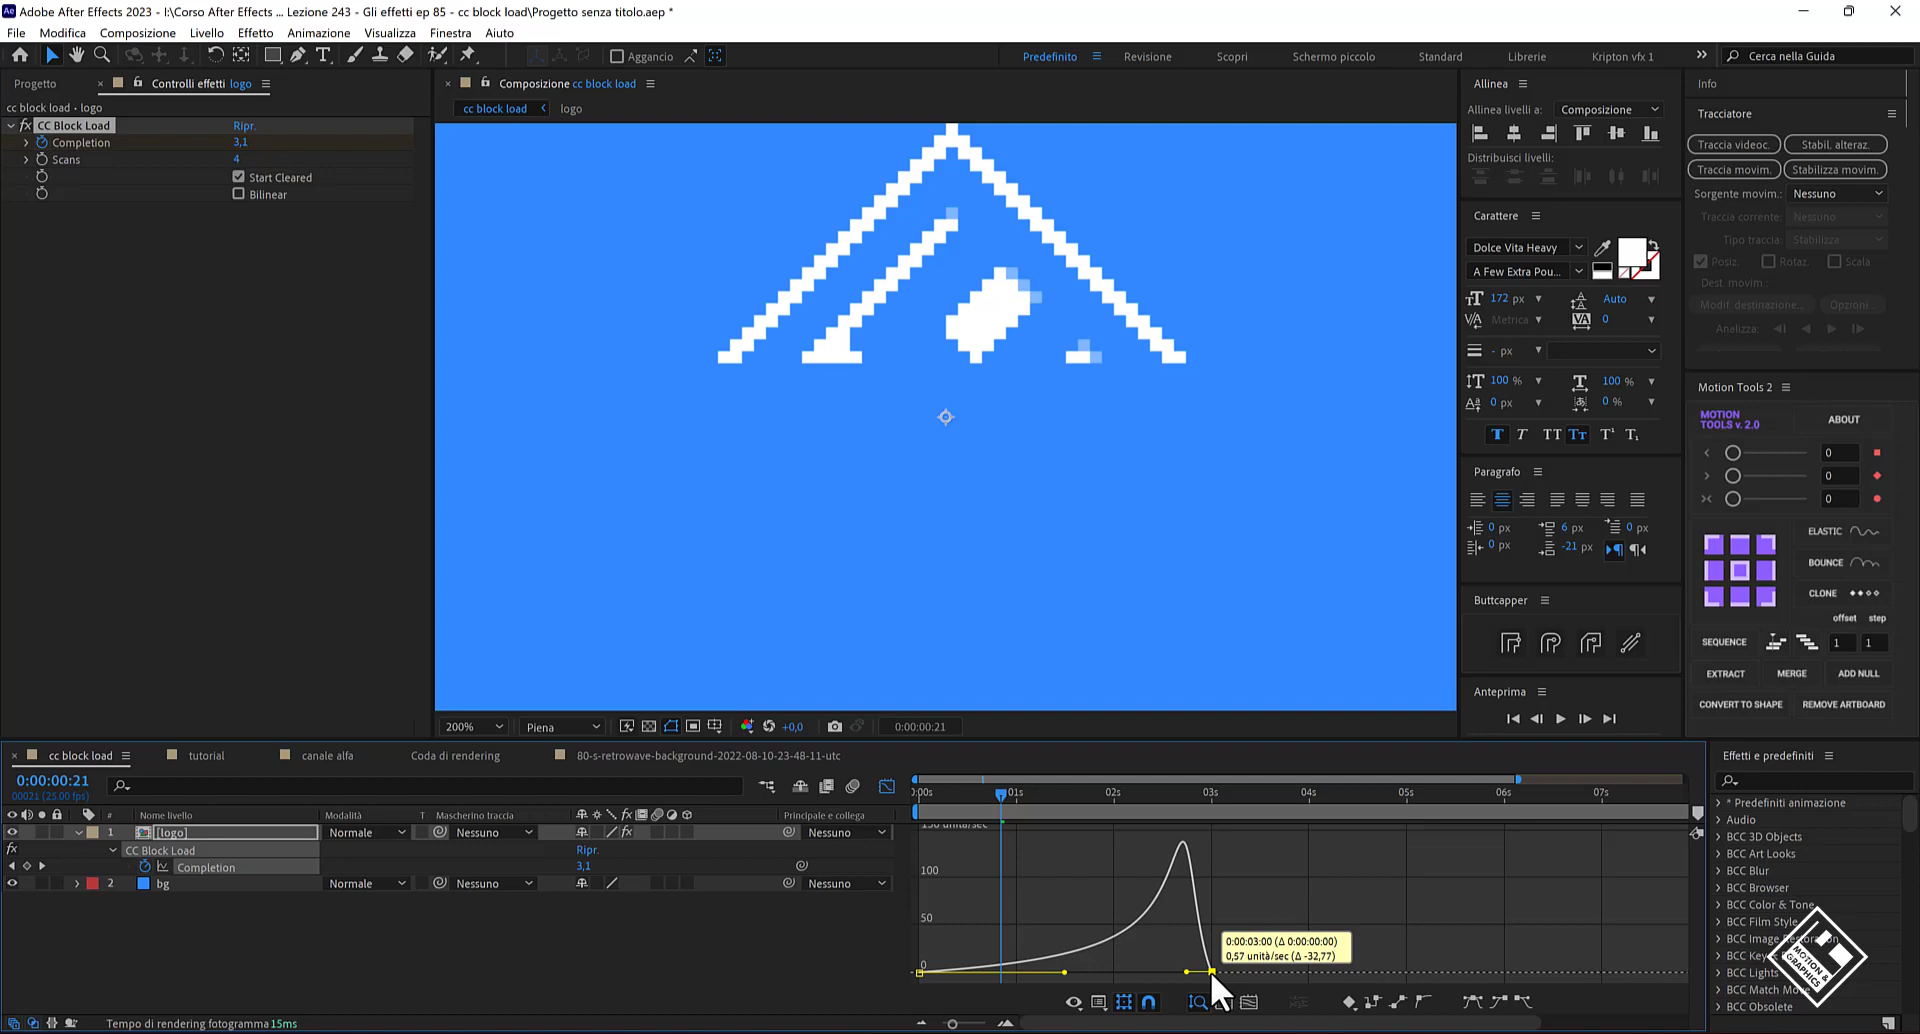 Adobe After Effects 2023 - I:\Corso After Effects ... Lezione 243 - Gli effetti ep 85 - cc block load\Progetto senza titolo.aep *
File Modifica Composizione Livello Effetto Animazione Visualizza Finestra Aiuto
Aggancio
Predefinito Revisione Scopri Schermo piccolo Standard Librerie Kripton vfx 1
Cerca nella Guida
Progetto
Controlli effetti logo
cc block load • logo
fx CC Block Load Ripr.
Completion 3,1
Scans 4
Start Cleared
Bilinear
Composizione cc block load
cc block load logo
200% Piena +0,0 0:00:00:21
Allinea
Allinea livelli a: Composizione
Distribuisci livelli:
Carattere
Dolce Vita Heavy
A Few Extra Pou...
172 px Auto
Metrica 0
- px
100 % 100 %
0 px 0 %
Paragrafo
0 px 6 px 0 px
0 px -21 px
Buttcapper
Anteprima
Info
Tracciatore
Traccia videoc. Stabil. alteraz.
Traccia movim. Stabilizza movim.
Sorgente movim.: Nessuno
Traccia corrente: Nessuno
Tipo traccia: Stabilizza
Posiz. Rotaz. Scala
Dest. movim.:
Modif. destinazione... Opzioni...
Analizza:
Motion Tools 2
MOTION
TOOLS v. 2.0
ABOUT
0
0
0
ELASTIC
BOUNCE
CLONE
offset step
SEQUENCE 1 1
EXTRACT MERGE ADD NULL
CONVERT TO SHAPE REMOVE ARTBOARD
cc block load tutorial canale alfa Coda di rendering 80-s-retrowave-background-2022-08-10-23-48-11-utc
0:00:00:21
00021 (25.00 fps)
# Nome livello Modalità T Mascherino traccia Principale e collega
1 [logo] Normale Nessuno fx Nessuno
fx CC Block Load Ripr.
Completion 3,1
2 bg Normale Nessuno Nessuno
01s 02s 03s 04s 05s 06s 07s
150 unità/sec
100
50
0
0:00:03:00 (Δ 0:00:00:00)
0,57 unità/sec (Δ -32,77)
Tempo di rendering fotogramma 15ms
Effetti e predefiniti
* Predefiniti animazione
Audio
BCC 3D Objects
BCC Art Looks
BCC Blur
BCC Browser
BCC Color & Tone
BCC Film Style
BCC Image Restoration
BCC Lights
BCC Match Move
BCC Obsolete
MOTION &
GRAPHICS